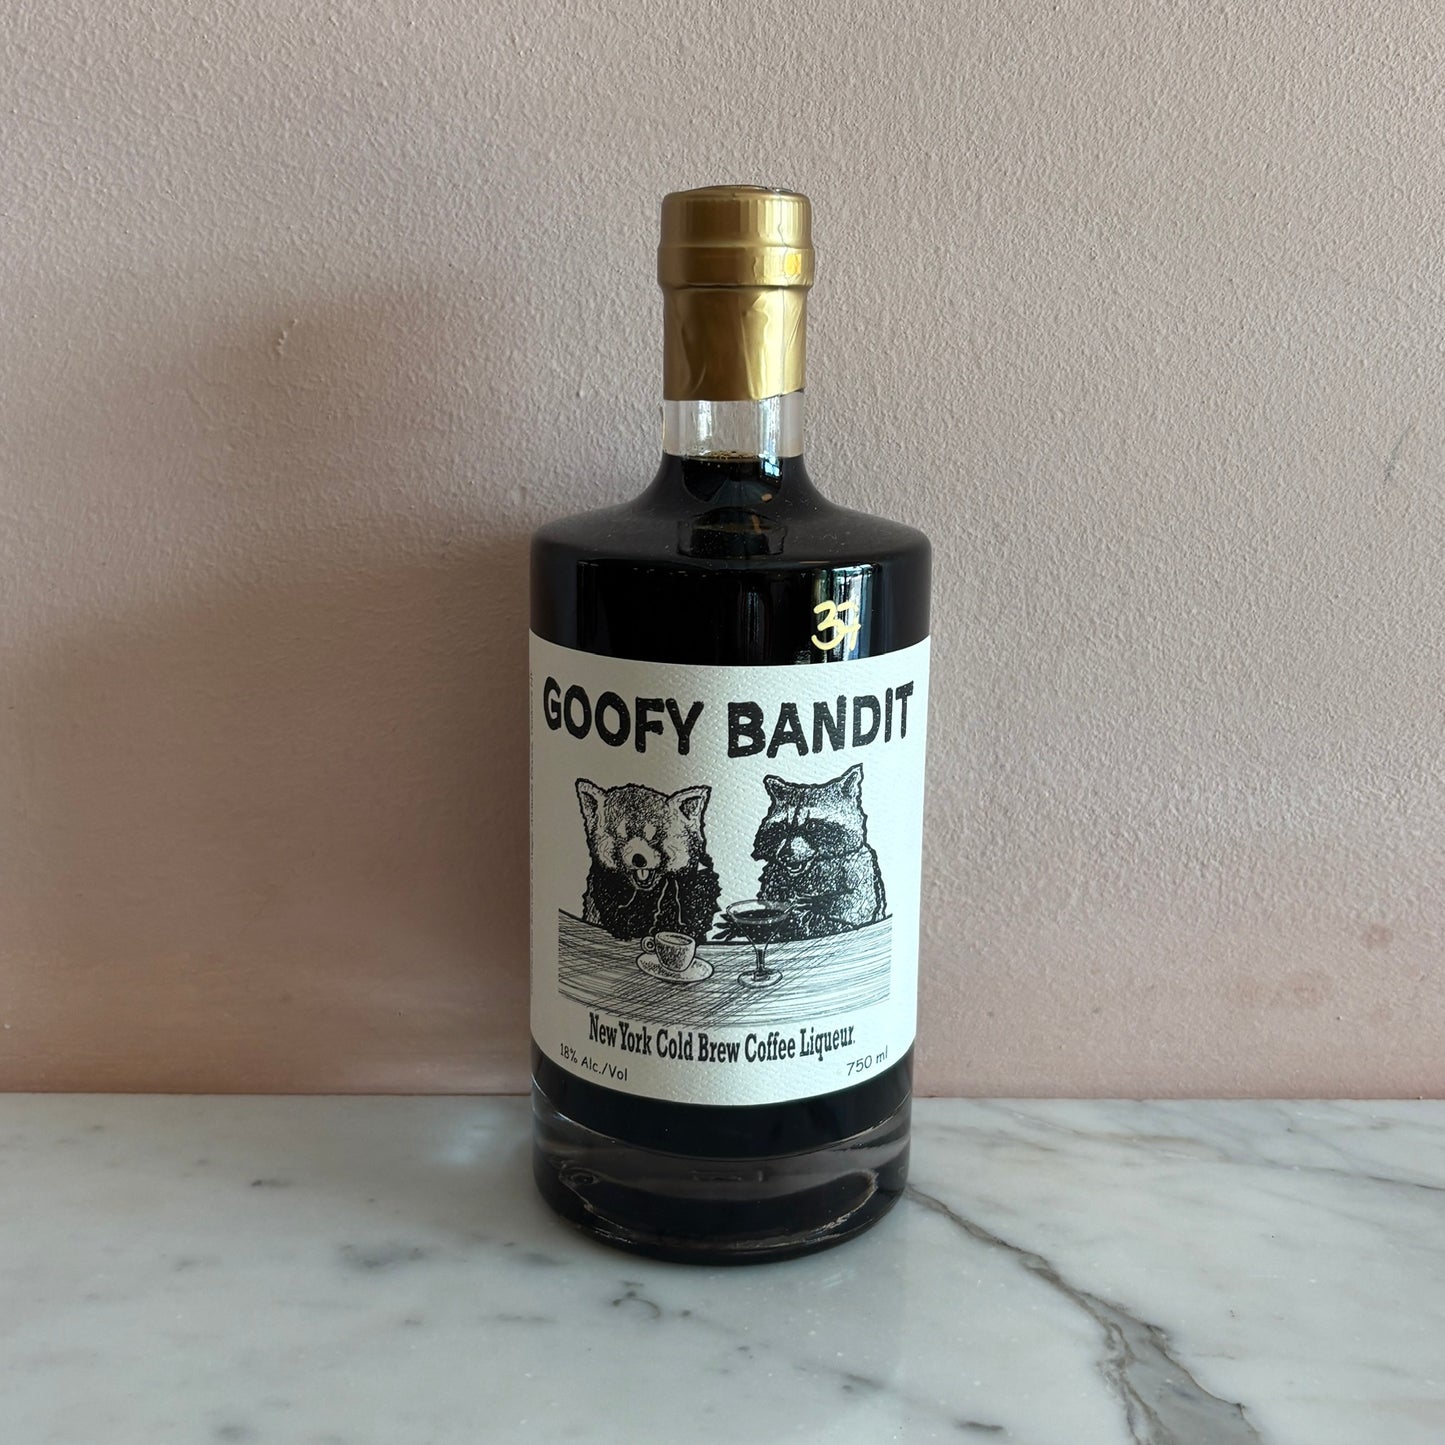 37
GOOFY BANDIT
New York Cold Brew Coffee Liqueur.
18% Alc./Vol
750 ml